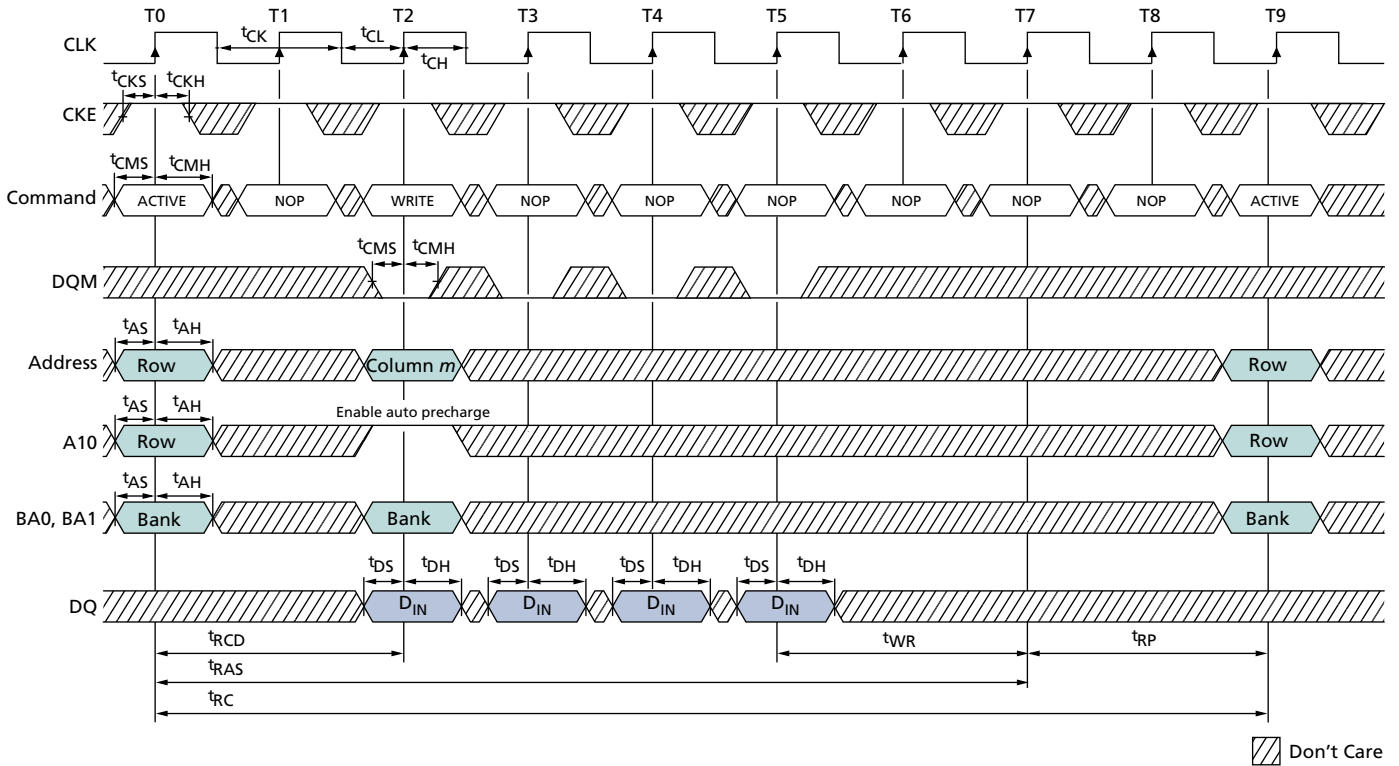 T0 T1 T2 T3 T4 T5 T6 T7 T8 T9
CLK
tCK tCL
tCH
tCKS tCKH
CKE
tCMS tCMH
Command ACTIVE NOP WRITE NOP NOP NOP NOP NOP NOP ACTIVE
tCMS tCMH
DQM
tAS tAH
Address Row Column m Row
tAS tAH Enable auto precharge
A10 Row Row
tAS tAH
BA0, BA1 Bank Bank Bank
tDS tDH tDS tDH tDS tDH tDS tDH
DQ DIN DIN DIN DIN
tRCD tWR tRP
tRAS
tRC
Don't Care